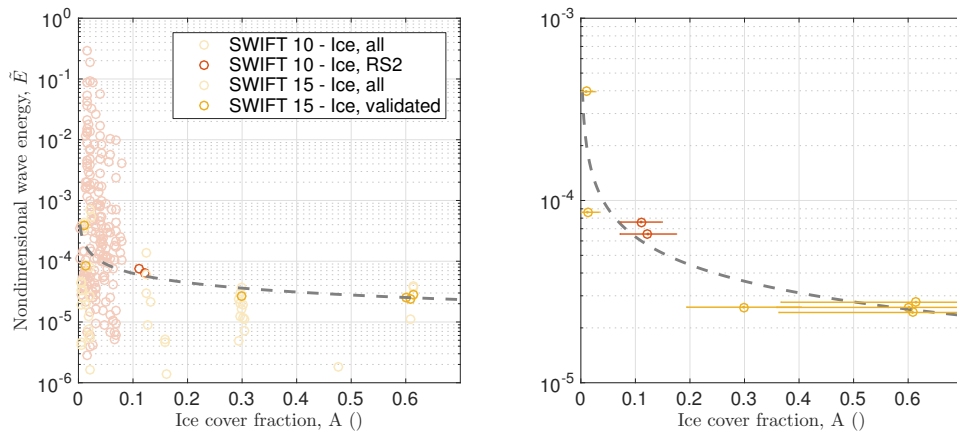 10^0
10^-1
10^-2
10^-3
10^-4
10^-5
10^-6
Nondimensional wave energy, Ẽ
SWIFT 10 - Ice, all
SWIFT 10 - Ice, RS2
SWIFT 15 - Ice, all
SWIFT 15 - Ice, validated
0 0.1 0.2 0.3 0.4 0.5 0.6
Ice cover fraction, A ()
10^-3
10^-4
10^-5
0 0.1 0.2 0.3 0.4 0.5 0.6
Ice cover fraction, A ()